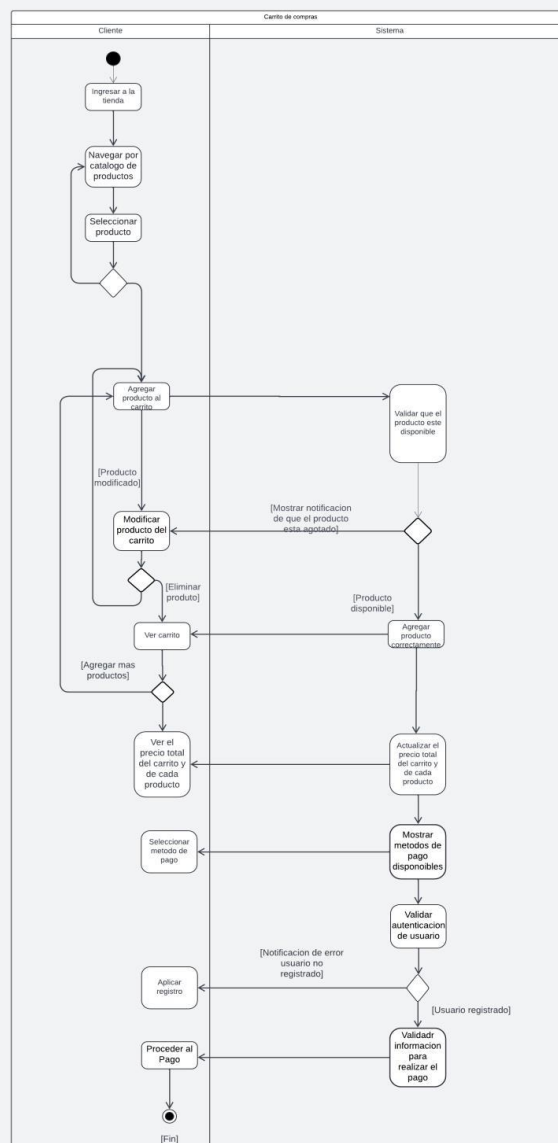 Carrito de compras
Cliente
Sistema
Ingresar a la
tienda
Navegar por
catalogo de
productos
Seleccionar
producto
Agregar
producto al
carrito
Validar que el
producto este
disponible
[Producto
modificado]
[Mostrar notificacion
de que el producto
esta agotado]
Modificar
producto del
carrito
[Eliminar
produto]
[Producto
disponible]
Ver carrito
Agregar
producto
correctamente
[Agregar mas
productos]
Ver el
precio total
del carrito y
de cada
producto
Actualizar el
precio total del
carrito y
de cada
producto
Seleccionar
metodo de
pago
Mostrar
metodos de
pago
disponoibles
Validar
autenticacion
de usuario
[Notificacion de error
usuario no
registrado]
Aplicar
registro
[Usuario registrado]
Proceder al
Pago
Validadr
informacion
para
realizar el
pago
[Fin]